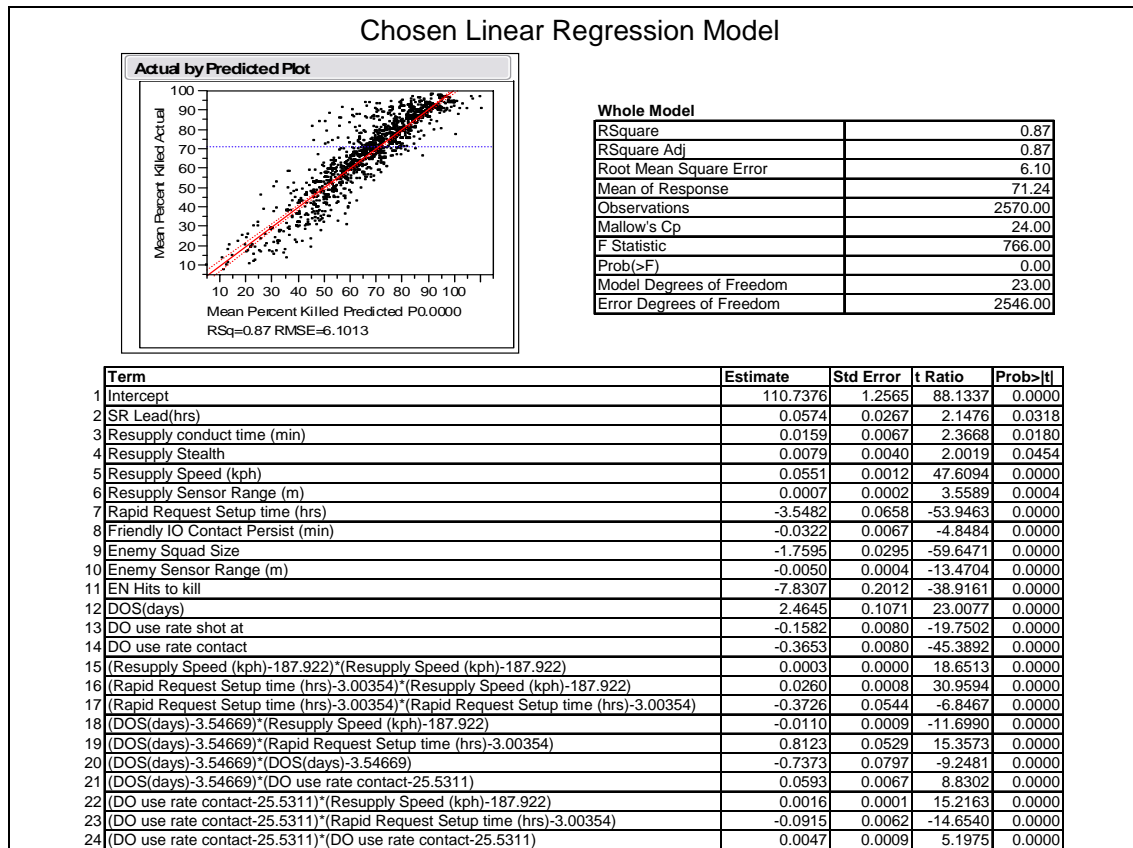 Chosen Linear Regression Model
Actual by Predicted Plot
Mean Percent Killed Actual
100
90
80
70
60
50
40
30
20
10
10 20 30 40 50 60 70 80 90 100
Mean Percent Killed Predicted P0.0000
RSq=0.87 RMSE=6.1013
Whole Model
RSquare 0.87
RSquare Adj 0.87
Root Mean Square Error 6.10
Mean of Response 71.24
Observations 2570.00
Mallow's Cp 24.00
F Statistic 766.00
Prob(>F) 0.00
Model Degrees of Freedom 23.00
Error Degrees of Freedom 2546.00
Term Estimate Std Error t Ratio Prob>|t|
1 Intercept 110.7376 1.2565 88.1337 0.0000
2 SR Lead(hrs) 0.0574 0.0267 2.1476 0.0318
3 Resupply conduct time (min) 0.0159 0.0067 2.3668 0.0180
4 Resupply Stealth 0.0079 0.0040 2.0019 0.0454
5 Resupply Speed (kph) 0.0551 0.0012 47.6094 0.0000
6 Resupply Sensor Range (m) 0.0007 0.0002 3.5589 0.0004
7 Rapid Request Setup time (hrs) -3.5482 0.0658 -53.9463 0.0000
8 Friendly IO Contact Persist (min) -0.0322 0.0067 -4.8484 0.0000
9 Enemy Squad Size -1.7595 0.0295 -59.6471 0.0000
10 Enemy Sensor Range (m) -0.0050 0.0004 -13.4704 0.0000
11 EN Hits to kill -7.8307 0.2012 -38.9161 0.0000
12 DOS(days) 2.4645 0.1071 23.0077 0.0000
13 DO use rate shot at -0.1582 0.0080 -19.7502 0.0000
14 DO use rate contact -0.3653 0.0080 -45.3892 0.0000
15 (Resupply Speed (kph)-187.922)*(Resupply Speed (kph)-187.922) 0.0003 0.0000 18.6513 0.0000
16 (Rapid Request Setup time (hrs)-3.00354)*(Resupply Speed (kph)-187.922) 0.0260 0.0008 30.9594 0.0000
17 (Rapid Request Setup time (hrs)-3.00354)*(Rapid Request Setup time (hrs)-3.00354) -0.3726 0.0544 -6.8467 0.0000
18 (DOS(days)-3.54669)*(Resupply Speed (kph)-187.922) -0.0110 0.0009 -11.6990 0.0000
19 (DOS(days)-3.54669)*(Rapid Request Setup time (hrs)-3.00354) 0.8123 0.0529 15.3573 0.0000
20 (DOS(days)-3.54669)*(DOS(days)-3.54669) -0.7373 0.0797 -9.2481 0.0000
21 (DOS(days)-3.54669)*(DO use rate contact-25.5311) 0.0593 0.0067 8.8302 0.0000
22 (DO use rate contact-25.5311)*(Resupply Speed (kph)-187.922) 0.0016 0.0001 15.2163 0.0000
23 (DO use rate contact-25.5311)*(Rapid Request Setup time (hrs)-3.00354) -0.0915 0.0062 -14.6540 0.0000
24 (DO use rate contact-25.5311)*(DO use rate contact-25.5311) 0.0047 0.0009 5.1975 0.0000